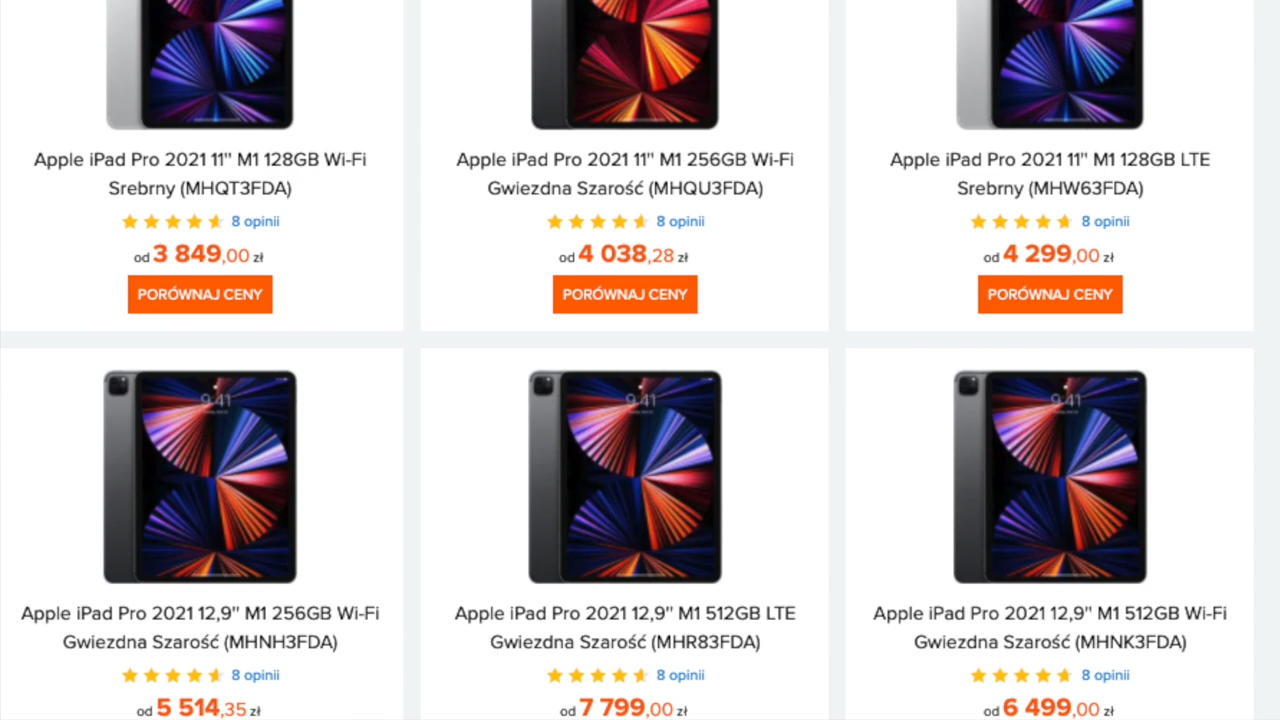 Apple iPad Pro 2021 11" M1 128GB Wi-Fi
Srebrny (MHQT3FDA)
8 opinii
od 3 849,00 zł
PORÓWNAJ CENY
Apple iPad Pro 2021 11" M1 256GB Wi-Fi
Gwiezdna Szarość (MHQU3FDA)
8 opinii
od 4 038,28 zł
PORÓWNAJ CENY
Apple iPad Pro 2021 11" M1 128GB LTE
Srebrny (MHW63FDA)
8 opinii
od 4 299,00 zł
PORÓWNAJ CENY
9:41
Apple iPad Pro 2021 12,9" M1 256GB Wi-Fi
Gwiezdna Szarość (MHNH3FDA)
8 opinii
od 5 514,35 zł
9:41
Apple iPad Pro 2021 12,9" M1 512GB LTE
Gwiezdna Szarość (MHR83FDA)
8 opinii
od 7 799,00 zł
9:41
Apple iPad Pro 2021 12,9" M1 512GB Wi-Fi
Gwiezdna Szarość (MHNK3FDA)
8 opinii
od 6 499,00 zł